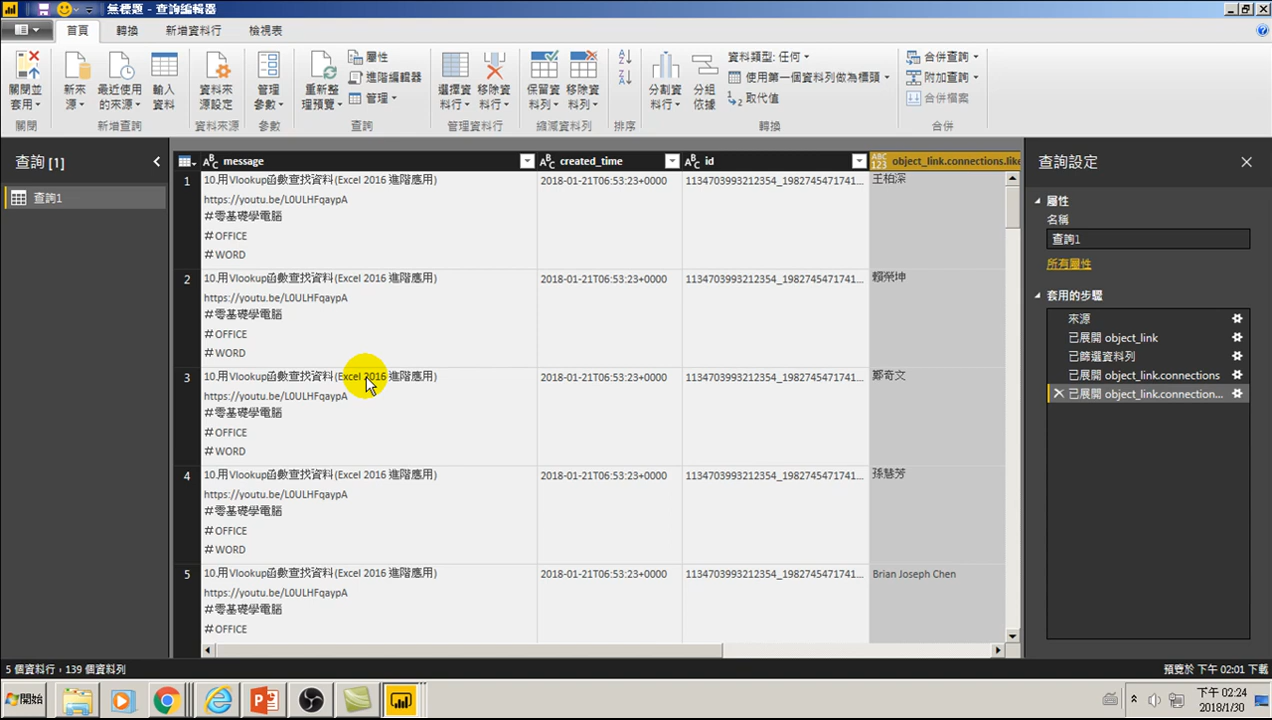 無標題 - 查詢編輯器
首頁 轉換 新增資料行 檢視表
關閉並套用 新來源 最近使用的來源 輸入資料 資料來源設定 管理參數 重新整理預覽 屬性 進階編輯器 管理 選擇資料行 移除資料行 保留資料列 移除資料列 分割資料行 分組依據 資料類型: 任何 使用第一個資料列做為標頭 取代值 合併查詢 附加查詢 合併檔案
關閉 新增查詢 資料來源 參數 查詢 管理資料行 縮減資料列 排序 轉換 合併
查詢 [1]
查詢1
message created_time id object_link.connections.like
1 10.用Vlookup函數查找資料(Excel 2016 進階應用) 2018-01-21T06:53:23+0000 1134703993212354_1982745471741... 王柏深
https://youtu.be/L0ULHFqaypA
#零基礎學電腦
#OFFICE
#WORD
2 10.用Vlookup函數查找資料(Excel 2016 進階應用) 2018-01-21T06:53:23+0000 1134703993212354_1982745471741... 賴榮坤
https://youtu.be/L0ULHFqaypA
#零基礎學電腦
#OFFICE
#WORD
3 10.用Vlookup函數查找資料(Excel 2016 進階應用) 2018-01-21T06:53:23+0000 1134703993212354_1982745471741... 鄭奇文
https://youtu.be/L0ULHFqaypA
#零基礎學電腦
#OFFICE
#WORD
4 10.用Vlookup函數查找資料(Excel 2016 進階應用) 2018-01-21T06:53:23+0000 1134703993212354_1982745471741... 孫慧芳
https://youtu.be/L0ULHFqaypA
#零基礎學電腦
#OFFICE
#WORD
5 10.用Vlookup函數查找資料(Excel 2016 進階應用) 2018-01-21T06:53:23+0000 1134703993212354_1982745471741... Brian Joseph Chen
https://youtu.be/L0ULHFqaypA
#零基礎學電腦
#OFFICE
查詢設定
屬性
名稱
查詢1
所有屬性
套用的步驟
來源
已展開 object_link
已篩選資料列
已展開 object_link.connections
已展開 object_link.connection...
5 個資料行，139 個資料列 預覽於 下午 02:01 下載
開始 下午 02:24
2018/1/30